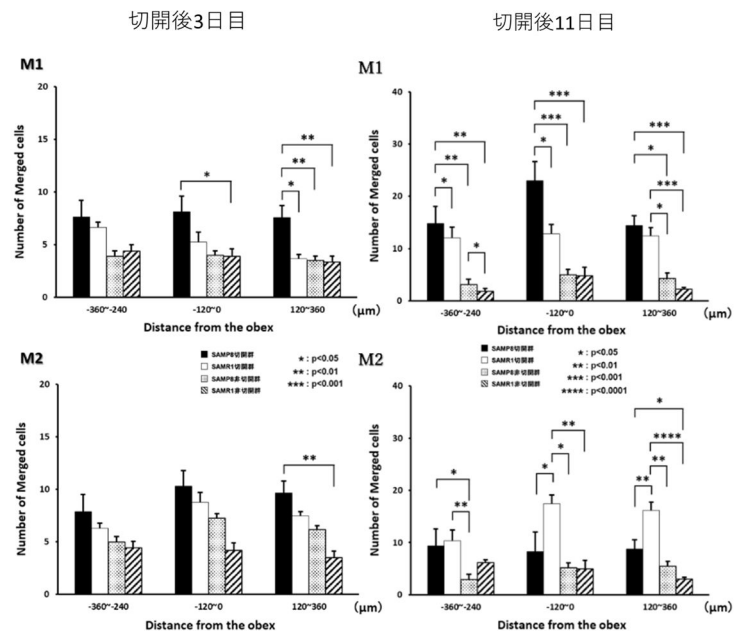 切開後3日目
切開後11日目
M1
Number of Merged cells
20
15
10
5
0
*
**
**
*
-360~-240
-120~0
120~360
(μm)
Distance from the obex
M1
Number of Merged cells
40
30
20
10
0
**
**
*
*
***
***
*
***
*
***
*
-360~-240
-120~0
120~360
(μm)
Distance from the obex
M2
SAMP8切開群
SAMR1切開群
SAMP8非切開群
SAMR1非切開群
* : p<0.05
** : p<0.01
*** : p<0.001
Number of Merged cells
20
15
10
5
0
**
-360~-240
-120~0
120~360
(μm)
Distance from the obex
M2
SAMP8切開群
SAMR1切開群
SAMP8非切開群
SAMR1非切開群
* : p<0.05
** : p<0.01
*** : p<0.001
**** : p<0.0001
Number of Merged cells
40
30
20
10
0
*
**
**
*
*
*
****
**
**
-360~-240
-120~0
120~360
(μm)
Distance from the obex